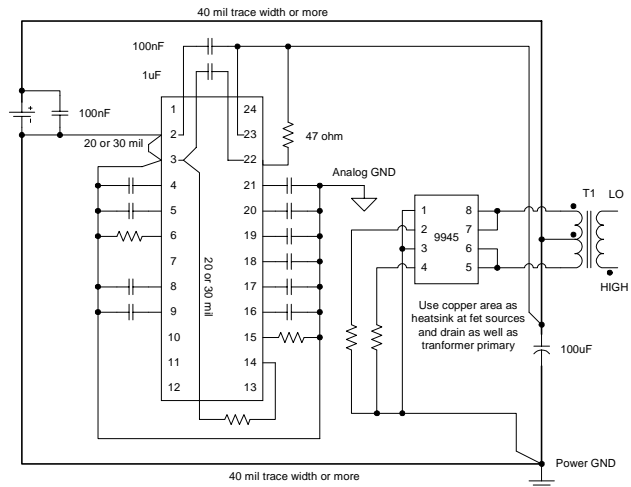 40 mil trace width or more
100nF
1uF
100nF
+
-
20 or 30 mil
1
2
3
4
5
6
7
8
9
10
11
12
24
23
22
21
20
19
18
17
16
15
14
13
20 or 30 mil
47 ohm
Analog GND
1
2
3
4
9945
8
7
6
5
T1
LO
HIGH
Use copper area as
heatsink at fet sources
and drain as well as
tranformer primary
100uF
Power GND
40 mil trace width or more